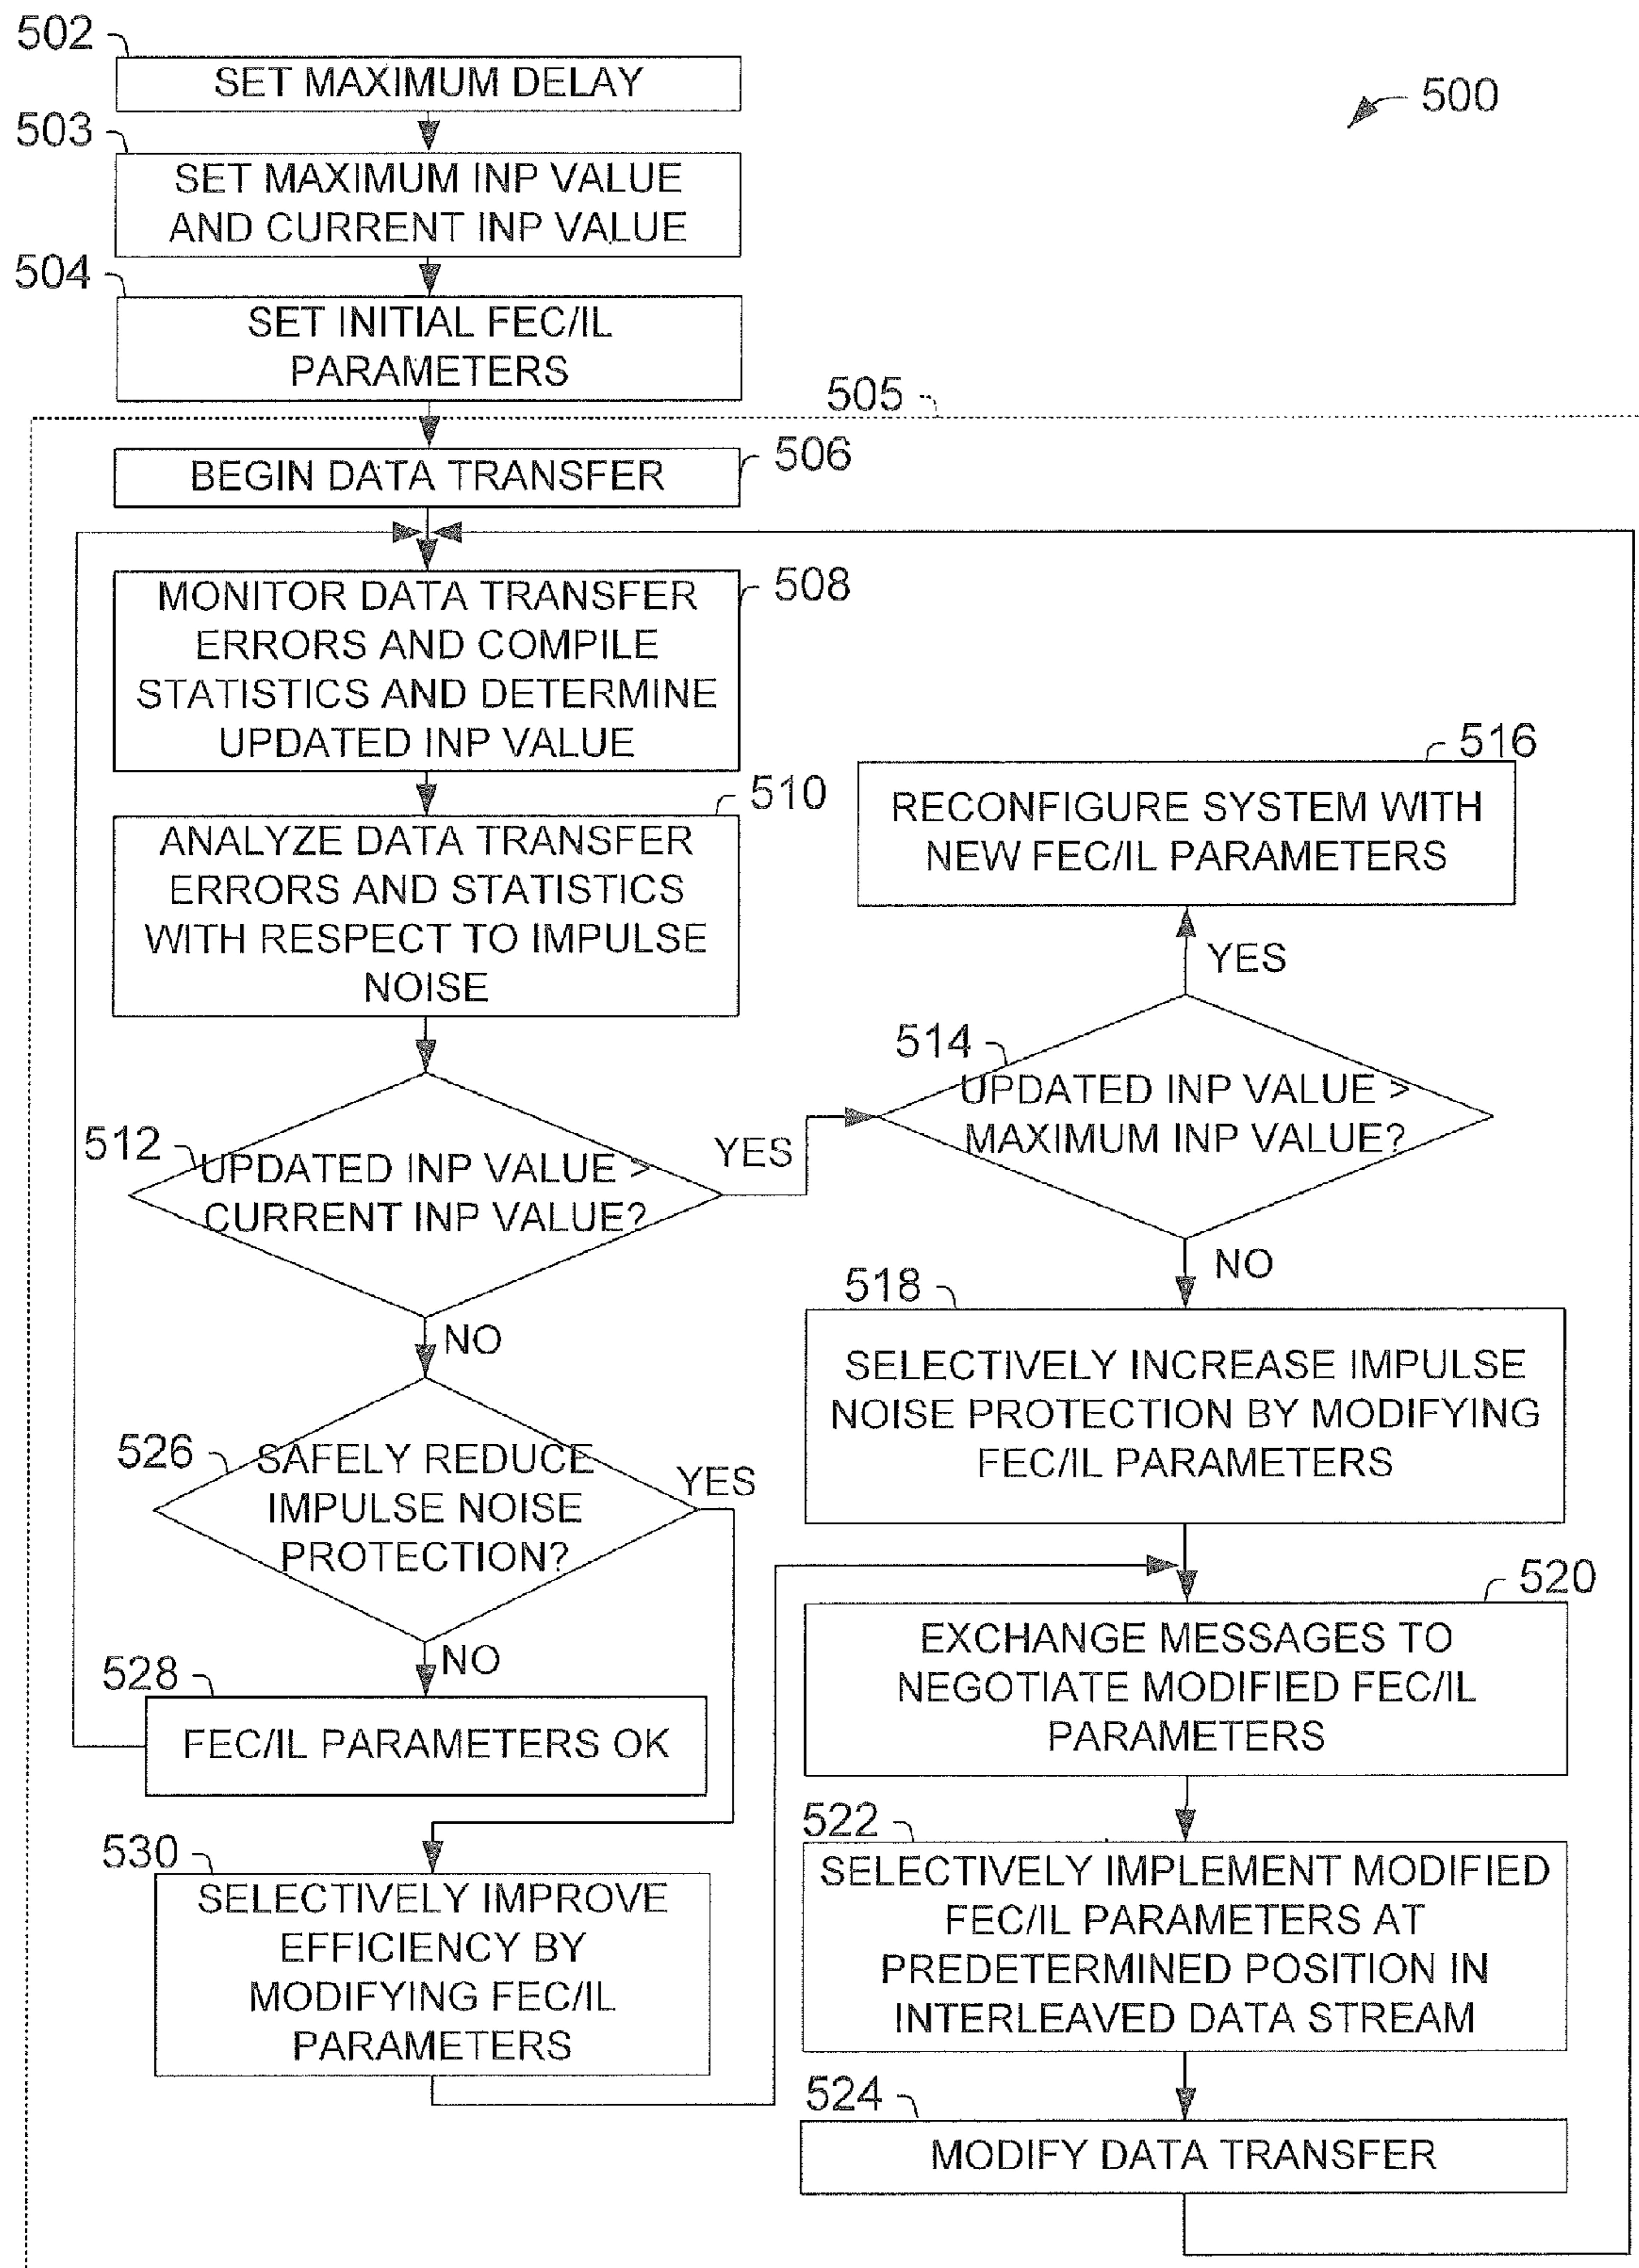 502
SET MAXIMUM DELAY
500
503
SET MAXIMUM INP VALUE
AND CURRENT INP VALUE
504
SET INITIAL FEC/IL
PARAMETERS
505
BEGIN DATA TRANSFER
506
MONITOR DATA TRANSFER
ERRORS AND COMPILE
STATISTICS AND DETERMINE
UPDATED INP VALUE
508
510
ANALYZE DATA TRANSFER
ERRORS AND STATISTICS
WITH RESPECT TO IMPULSE
NOISE
516
RECONFIGURE SYSTEM WITH
NEW FEC/IL PARAMETERS
YES
514
UPDATED INP VALUE >
MAXIMUM INP VALUE?
512
UPDATED INP VALUE >
CURRENT INP VALUE?
YES
NO
NO
518
SELECTIVELY INCREASE IMPULSE
NOISE PROTECTION BY MODIFYING
FEC/IL PARAMETERS
526
SAFELY REDUCE
IMPULSE NOISE
PROTECTION?
YES
NO
528
FEC/IL PARAMETERS OK
520
EXCHANGE MESSAGES TO
NEGOTIATE MODIFIED FEC/IL
PARAMETERS
530
SELECTIVELY IMPROVE
EFFICIENCY BY
MODIFYING FEC/IL
PARAMETERS
522
SELECTIVELY IMPLEMENT MODIFIED
FEC/IL PARAMETERS AT
PREDETERMINED POSITION IN
INTERLEAVED DATA STREAM
524
MODIFY DATA TRANSFER